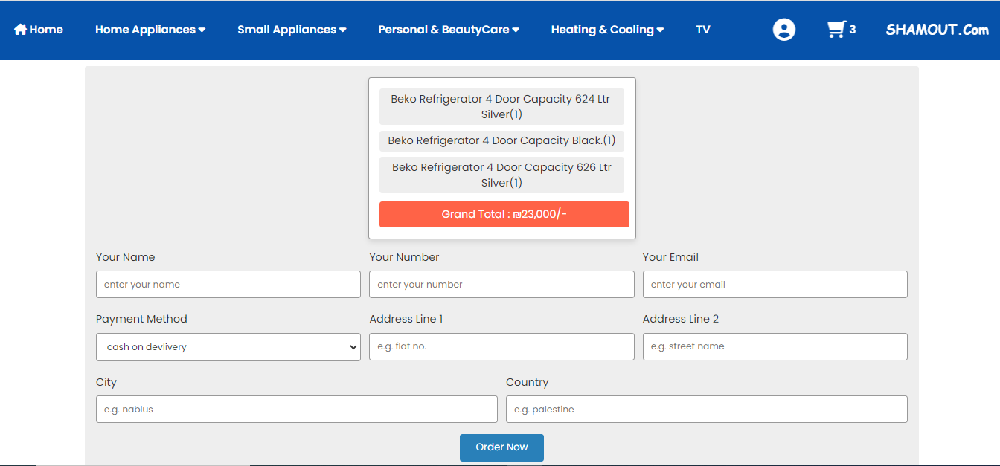 Home Home Appliances Small Appliances Personal & BeautyCare Heating & Cooling TV 3 SHAMOUT.Com
Beko Refrigerator 4 Door Capacity 624 Ltr
Silver(1)
Beko Refrigerator 4 Door Capacity Black.(1)
Beko Refrigerator 4 Door Capacity 626 Ltr
Silver(1)
Grand Total : ₪23,000/-
Your Name Your Number Your Email
enter your name enter your number enter your email
Payment Method Address Line 1 Address Line 2
cash on devlivery e.g. flat no. e.g. street name
City Country
e.g. nablus e.g. palestine
Order Now